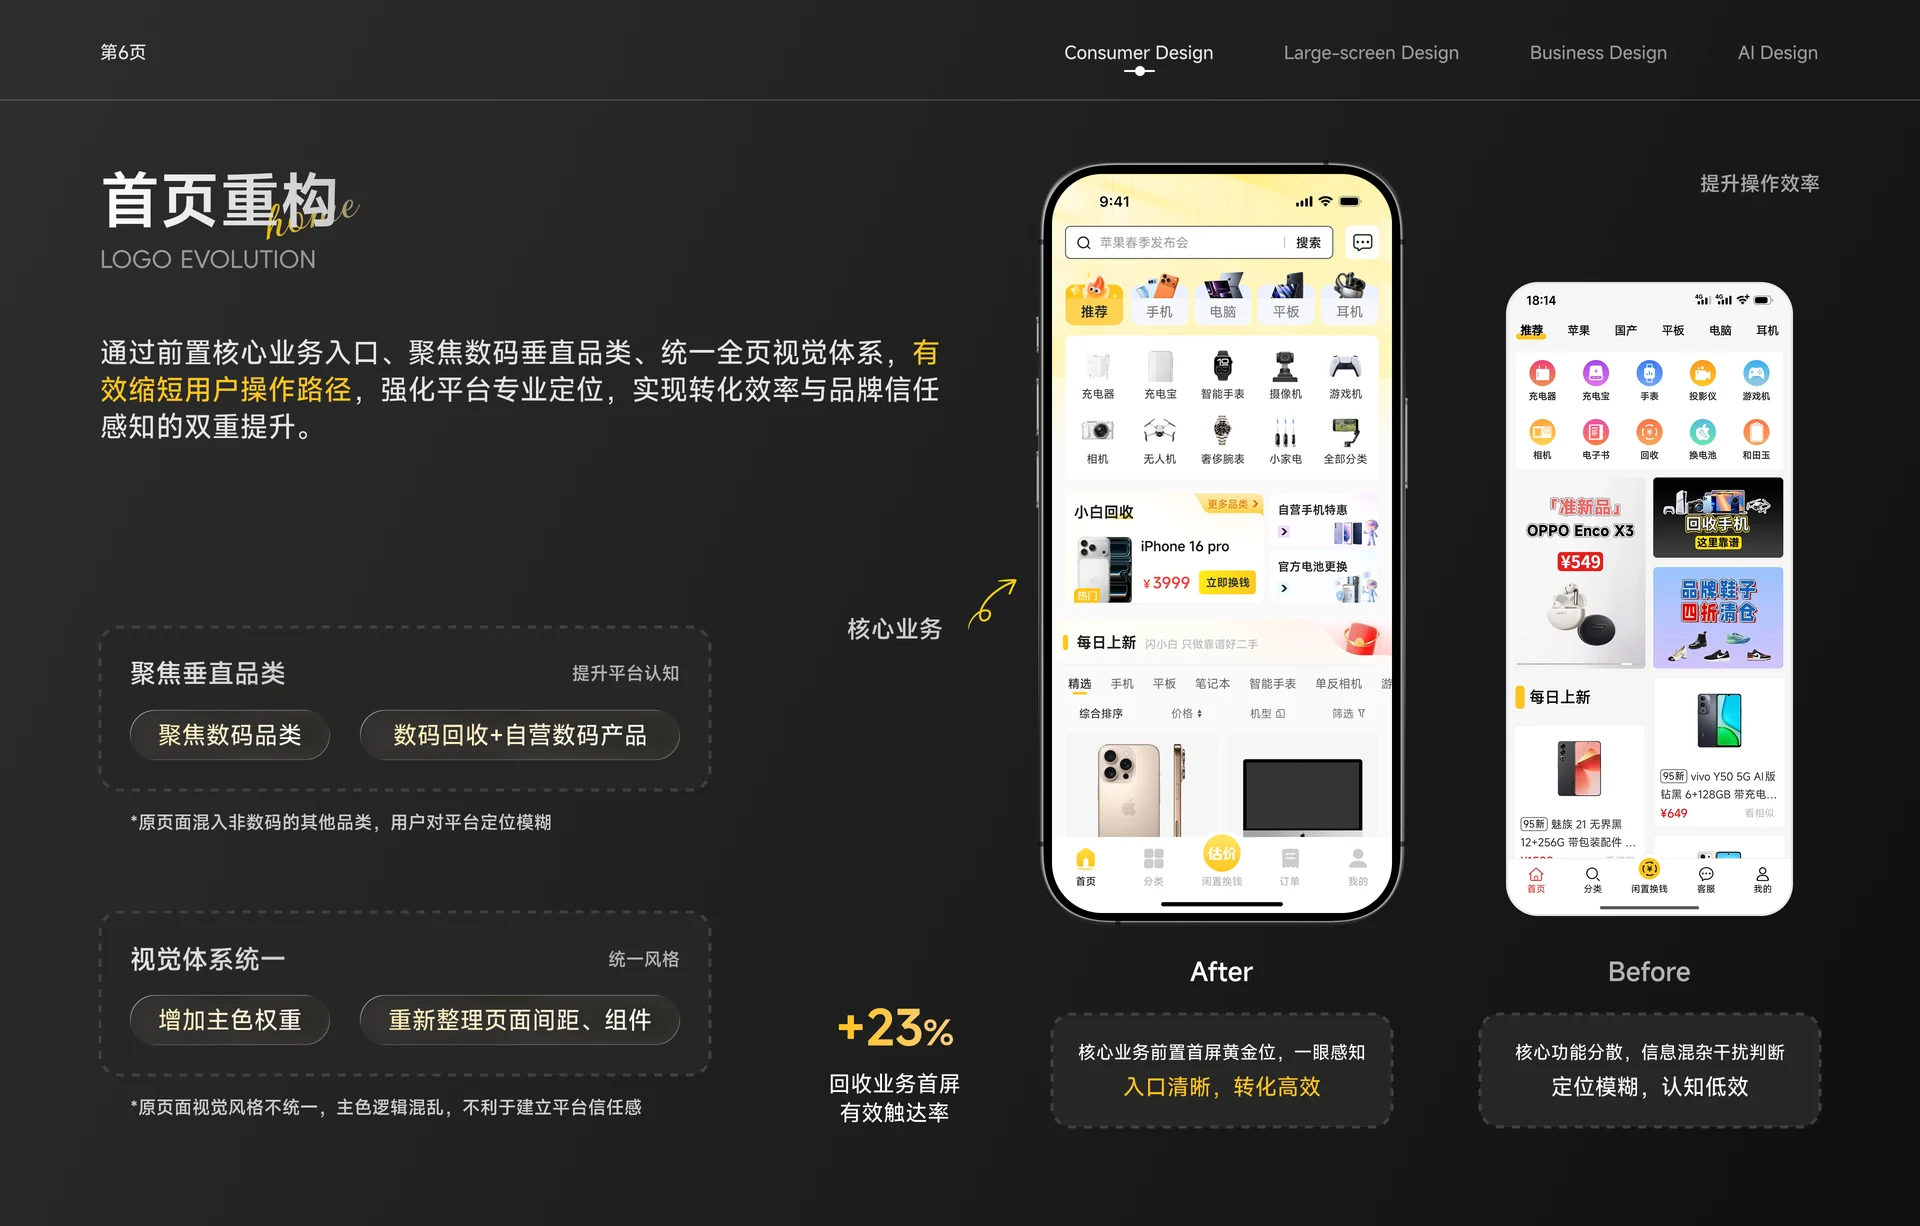 第6页
Consumer Design
Large-screen Design
Business Design
AI Design
首页重构
home
LOGO EVOLUTION
通过前置核心业务入口、聚焦数码垂直品类、统一全页视觉体系，有
效缩短用户操作路径，强化平台专业定位，实现转化效率与品牌信任
感知的双重提升。
聚焦垂直品类
提升平台认知
聚焦数码品类
数码回收+自营数码产品
*原页面混入非数码的其他品类，用户对平台定位模糊
视觉体系统一
统一风格
增加主色权重
重新整理页面间距、组件
*原页面视觉风格不统一，主色逻辑混乱，不利于建立平台信任感
核心业务
+23%
回收业务首屏
有效触达率
9:41
苹果春季发布会
搜索
推荐
手机
电脑
平板
耳机
充电器
充电宝
智能手表
摄像机
游戏机
相机
无人机
奢侈腕表
小家电
全部分类
小白回收
更多品类
iPhone 16 pro
¥3999
立即换钱
热门
自营手机特惠
官方电池更换
每日上新
闪小白 只做靠谱好二手
精选
手机
平板
笔记本
智能手表
单反相机
游
综合排序
价格
机型
筛选
首页
分类
估价
闲置换钱
订单
我的
After
核心业务前置首屏黄金位，一眼感知
入口清晰，转化高效
提升操作效率
18:14
推荐
苹果
国产
平板
电脑
耳机
充电器
充电宝
手表
投影仪
游戏机
相机
电子书
回收
换电池
和田玉
「准新品」
OPPO Enco X3
¥549
回收手机
这里靠谱
品牌鞋子
四折清仓
每日上新
95新 vivo Y50 5G AI版
钻黑 6+128GB 带充电...
¥649
看相似
95新 魅族 21 无界黑
12+256G 带包装配件 ...
首页
分类
闲置换钱
客服
我的
Before
核心功能分散，信息混杂干扰判断
定位模糊，认知低效